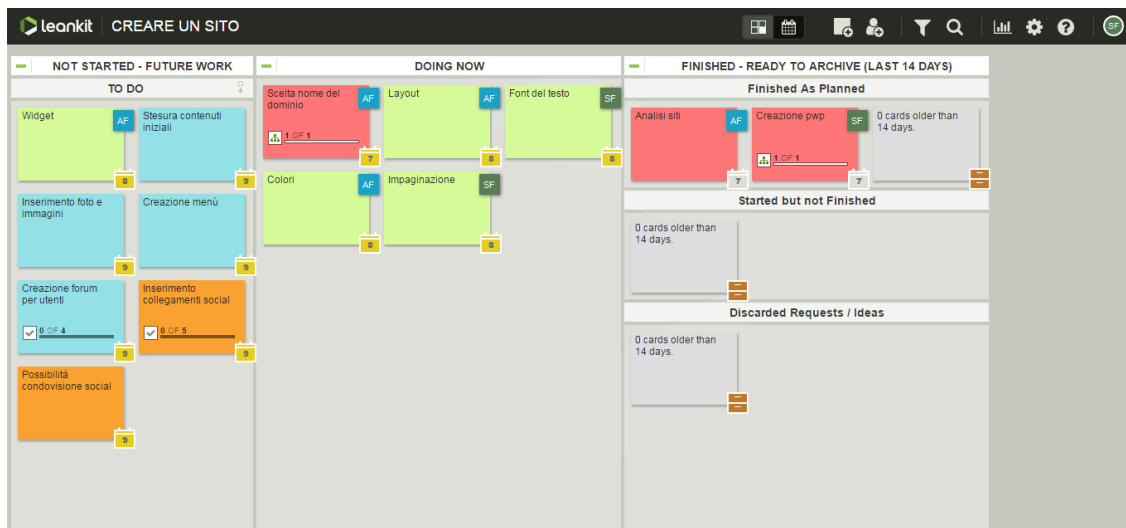 leankit CREARE UN SITO
SF
NOT STARTED - FUTURE WORK
TO DO
Widget
AF
8
Stesura contenuti
iniziali
9
Inserimento foto e
immagini
9
Creazione menù
9
Creazione forum
per utenti
0 OF 4
9
Inserimento
collegamenti social
0 OF 5
9
Possibilità
condovisione social
9
DOING NOW
Scelta nome del
dominio
AF
1 OF 1
7
Layout
AF
8
Font del testo
SF
8
Colori
AF
8
Impaginazione
SF
8
FINISHED - READY TO ARCHIVE (LAST 14 DAYS)
Finished As Planned
Analisi siti
AF
7
Creazione pwp
SF
1 OF 1
7
0 cards older than
14 days.
Started but not Finished
0 cards older than
14 days.
Discarded Requests / Ideas
0 cards older than
14 days.